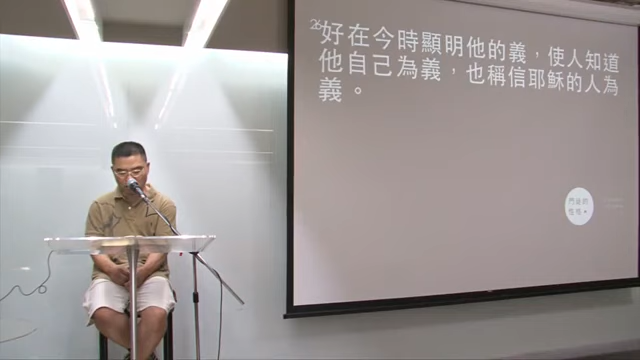 26好在今時顯明他的義，使人知道
他自己為義，也稱信耶穌的人為
義。